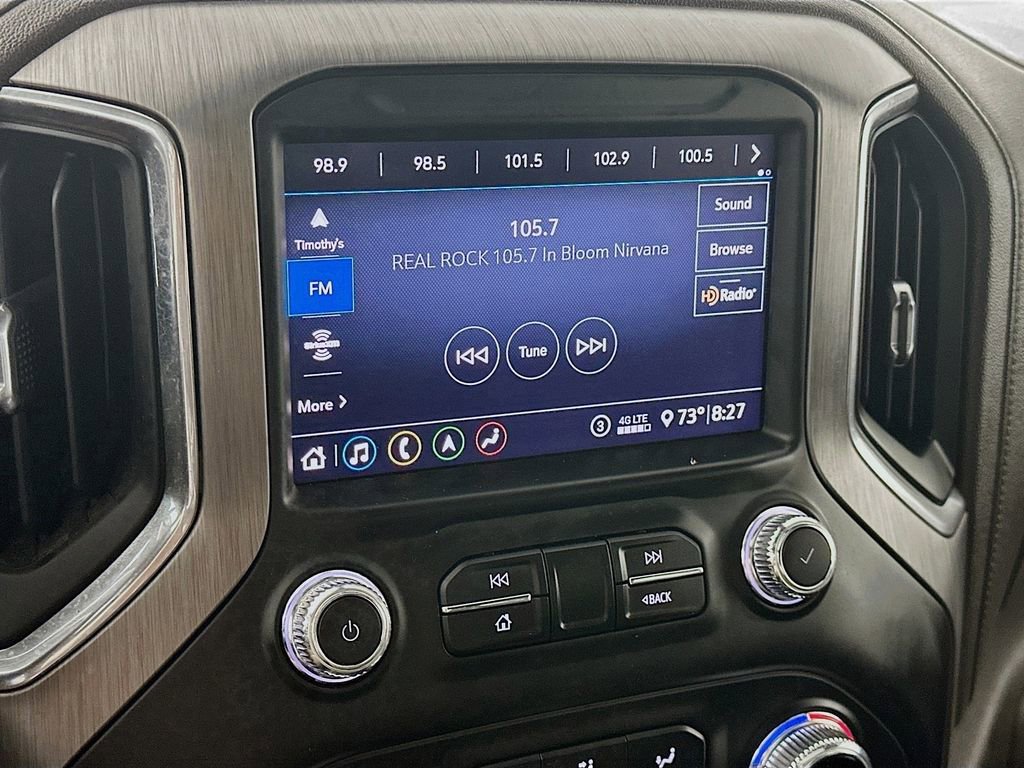 98.9 | 98.5 | 101.5 | 102.9 | 100.5
Timothy's
FM
SiriusXM
More
105.7
REAL ROCK 105.7 In Bloom Nirvana
Tune
Sound
Browse
HD Radio
3 4G LTE 73° | 8:27
BACK